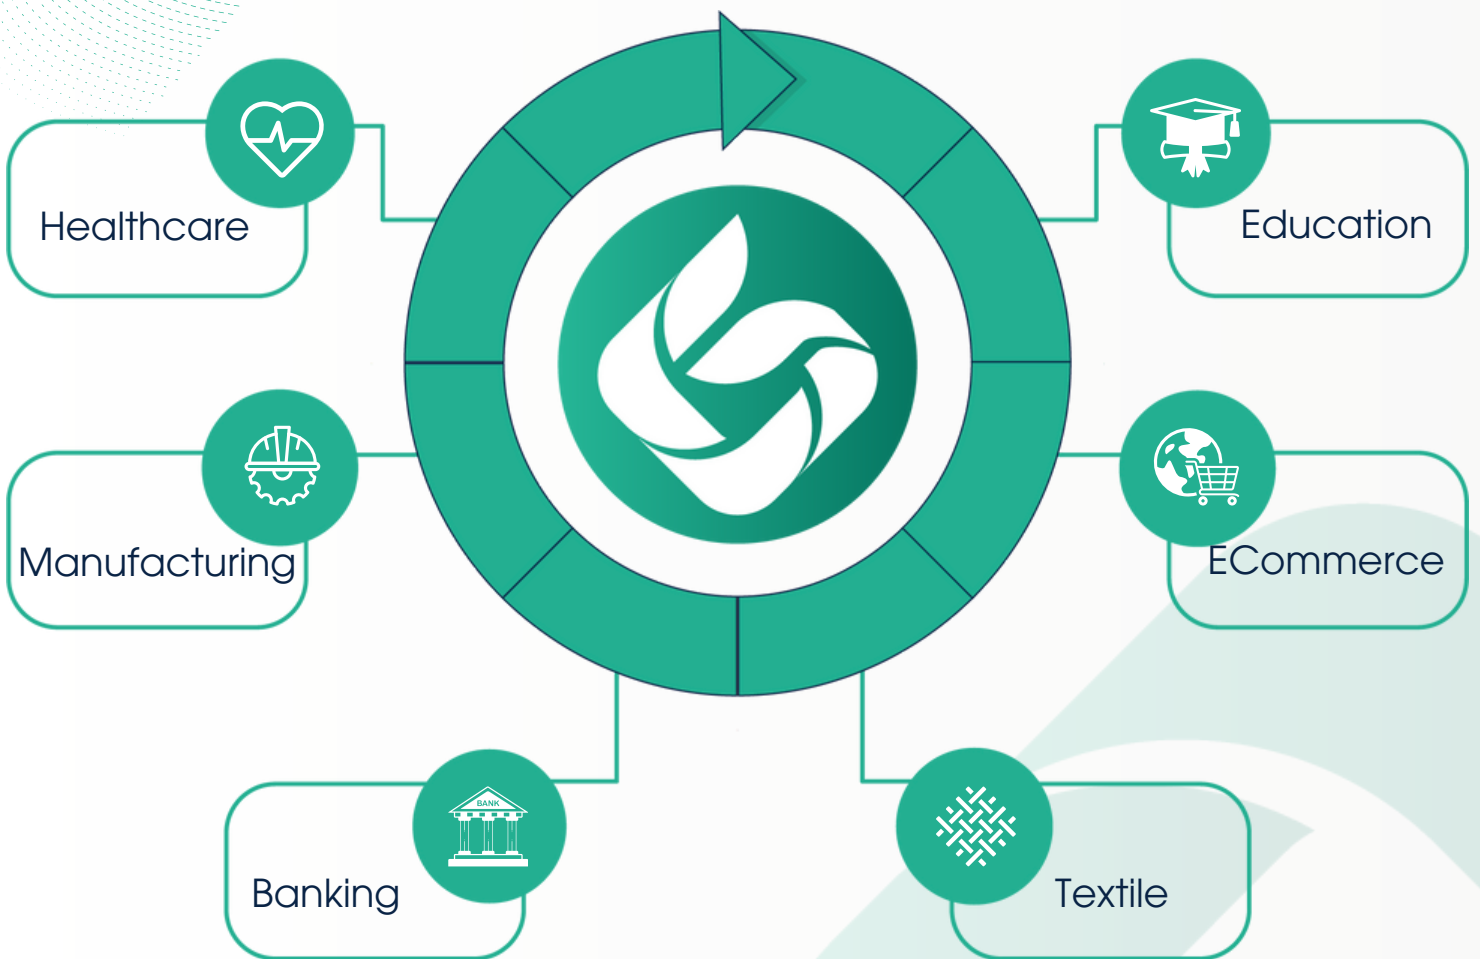 Healthcare
Education
Manufacturing
ECommerce
BANK
Banking
Textile